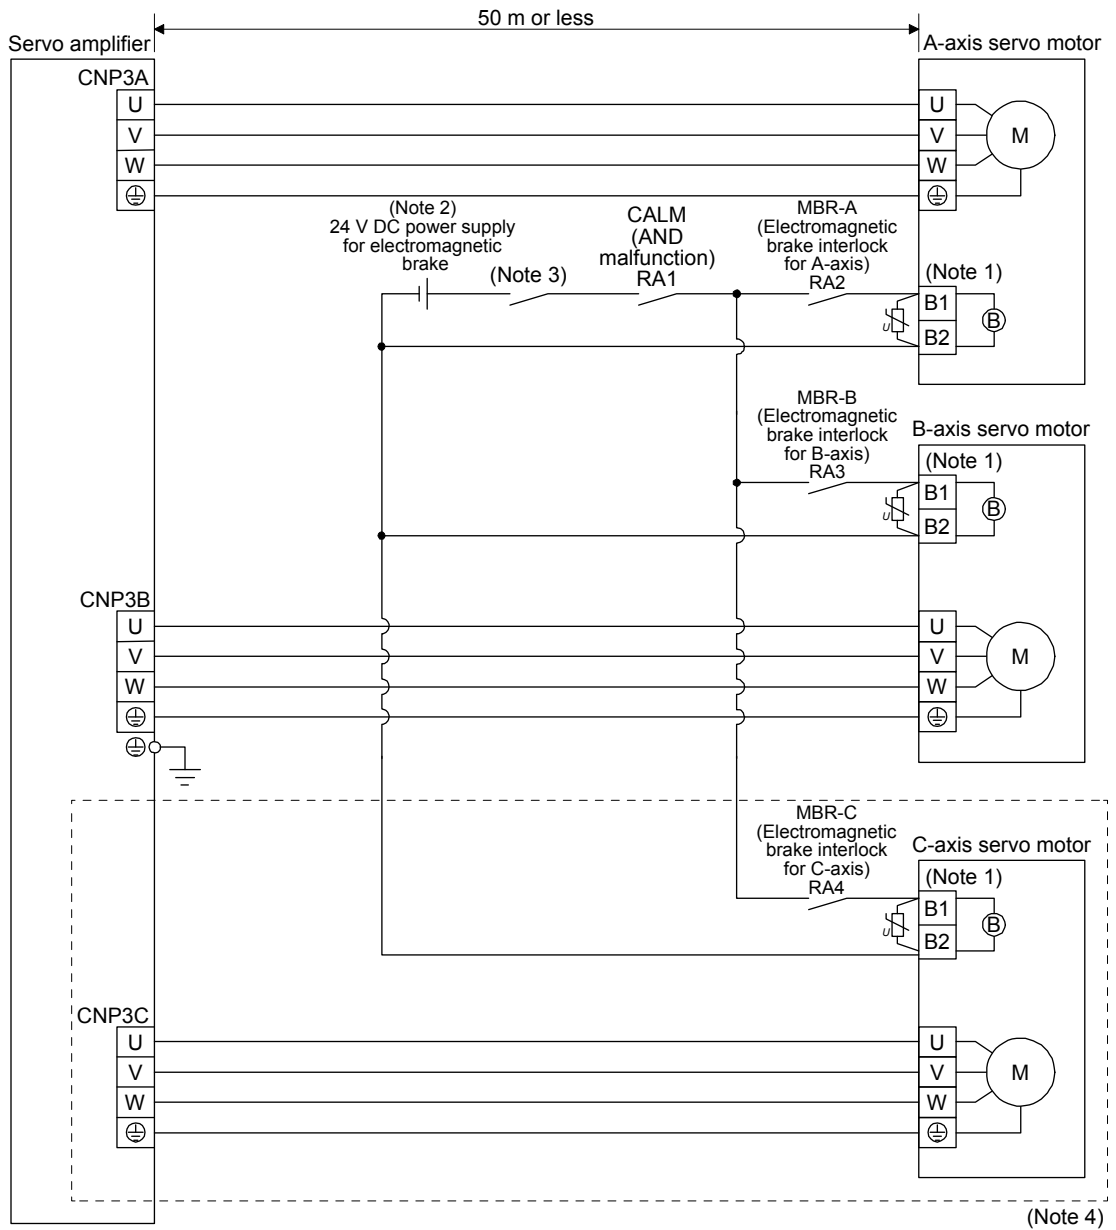 50 m or less
Servo amplifier
A-axis servo motor
CNP3A
U
U
V
V
M
W
W
(Note 2)
24 V DC power supply
for electromagnetic
brake
(Note 3)
CALM
(AND
malfunction)
RA1
MBR-A
(Electromagnetic
brake interlock
for A-axis)
RA2
(Note 1)
B1
U
B
B2
MBR-B
(Electromagnetic
brake interlock
for B-axis)
RA3
B-axis servo motor
(Note 1)
B1
U
B
B2
CNP3B
U
U
V
V
M
W
W
MBR-C
(Electromagnetic
brake interlock
for C-axis)
RA4
C-axis servo motor
(Note 1)
B1
U
B
B2
CNP3C
U
U
V
V
M
W
W
(Note 4)